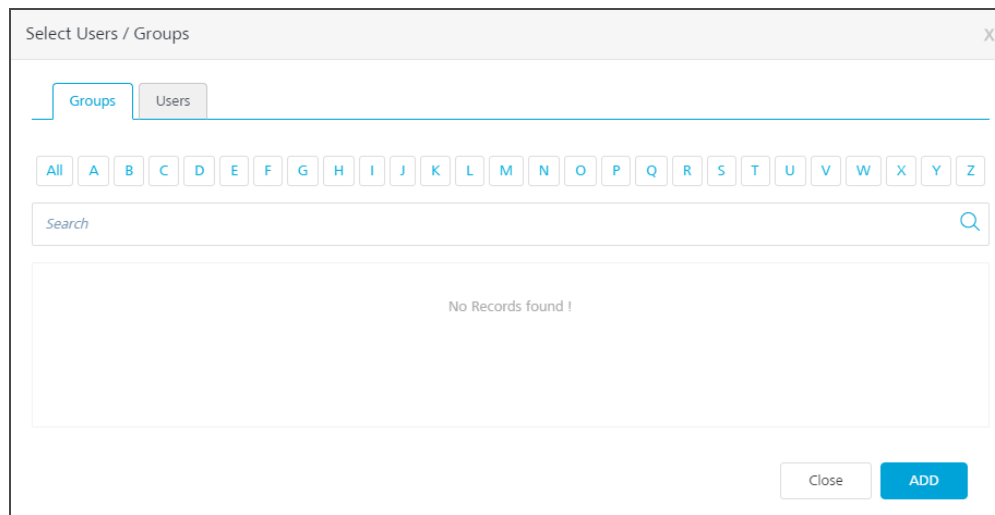 Select Users / Groups X
Groups Users
All A B C D E F G H I J K L M N O P Q R S T U V W X Y Z
Search
No Records found !
Close ADD